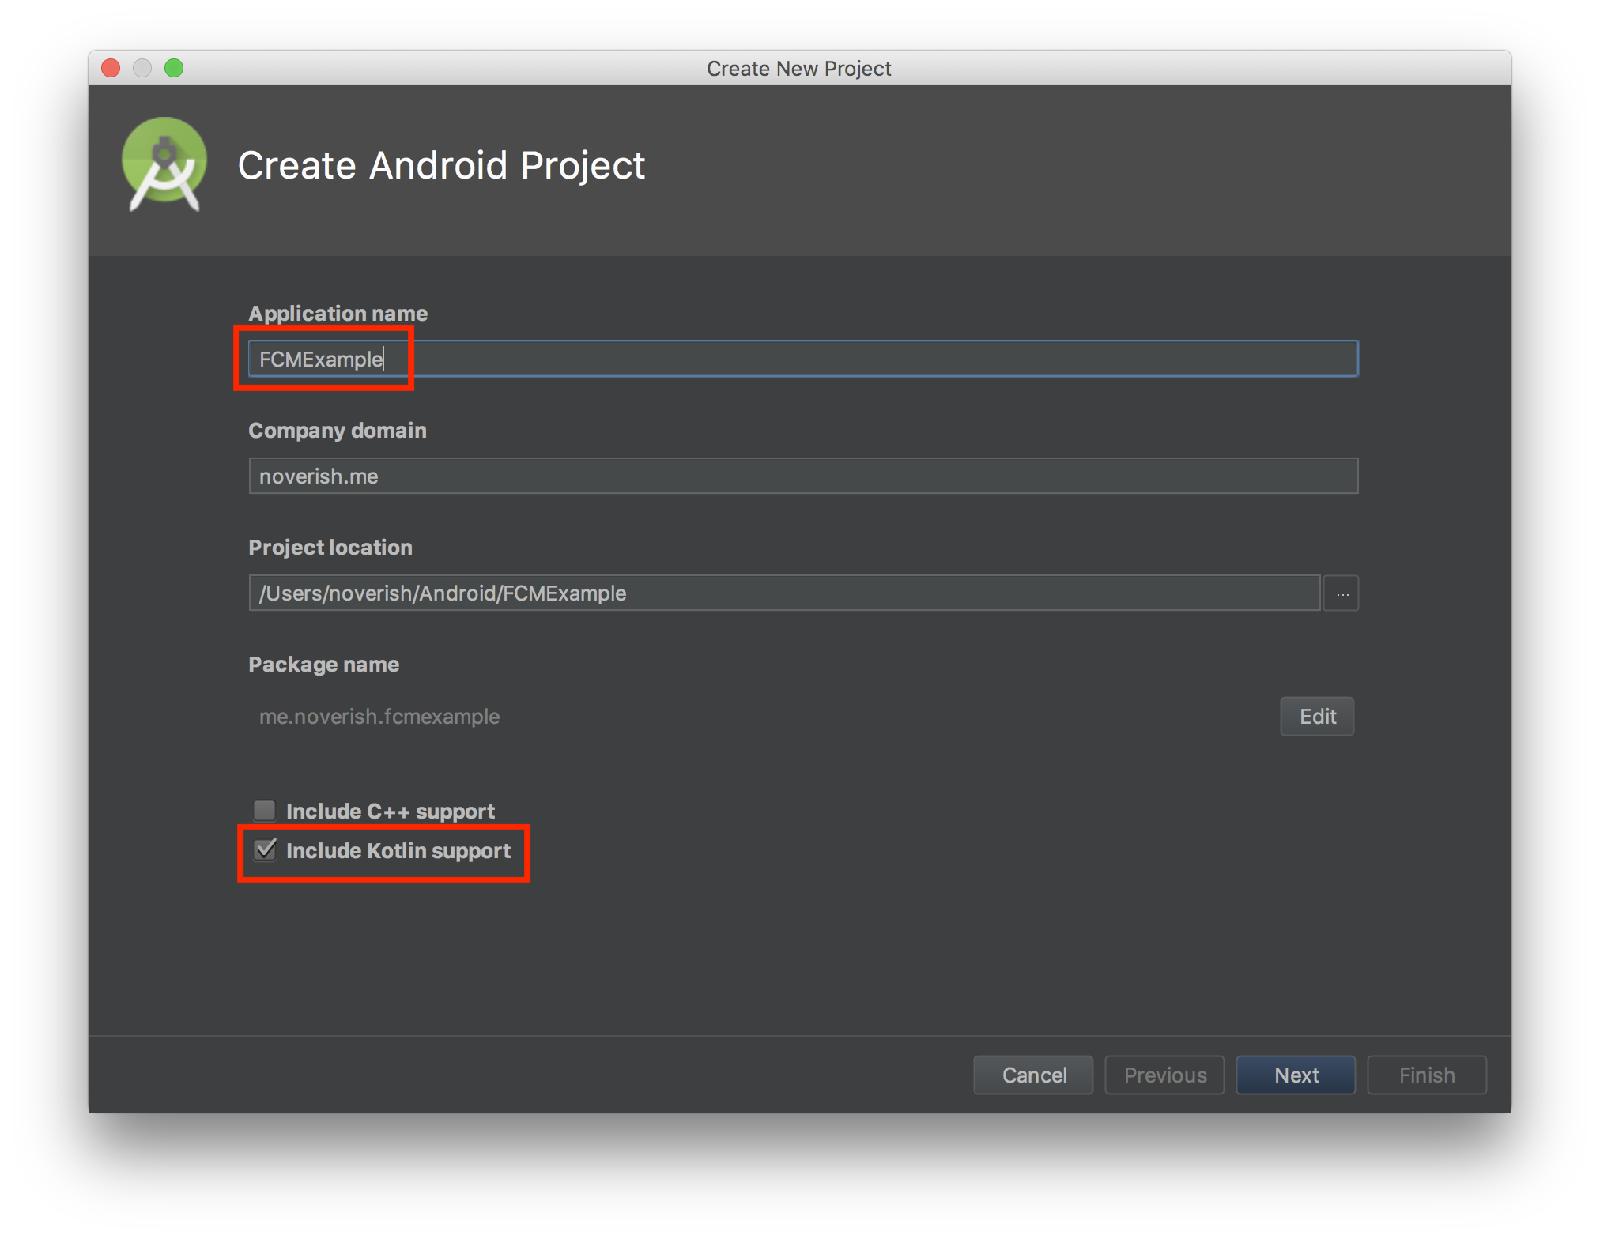 Create New Project
Create Android Project
Application name
FCMExample
Company domain
noverish.me
Project location
/Users/noverish/Android/FCMExample
...
Package name
me.noverish.fcmexample
Edit
Include C++ support
Include Kotlin support
Cancel
Previous
Next
Finish